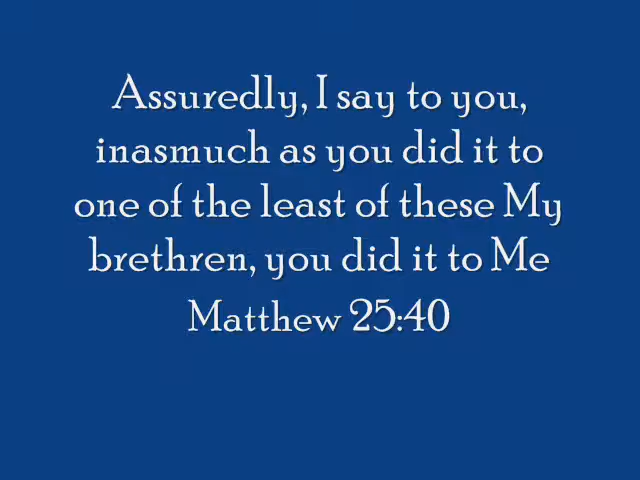 Assuredly, I say to you,
inasmuch as you did it to
one of the least of these My
brethren, you did it to Me
Matthew 25:40